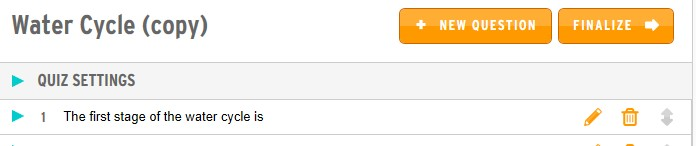 Water Cycle (copy)
+ NEW QUESTION
FINALIZE
QUIZ SETTINGS
1 The first stage of the water cycle is